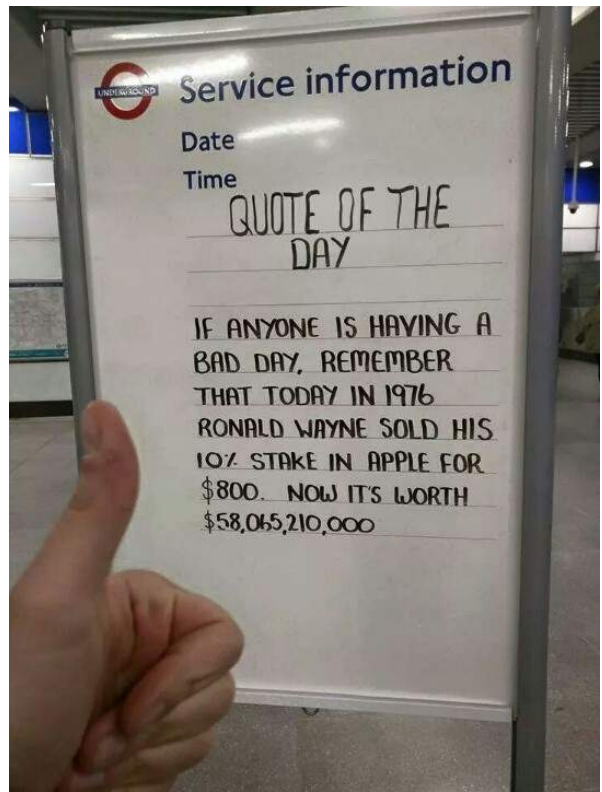 UNDERGROUND
Service information
Date
Time
QUOTE OF THE
DAY
IF ANYONE IS HAVING A
BAD DAY, REMEMBER
THAT TODAY IN 1976
RONALD WAYNE SOLD HIS
10% STAKE IN APPLE FOR
$800. NOW IT'S WORTH
$58,065,210,000